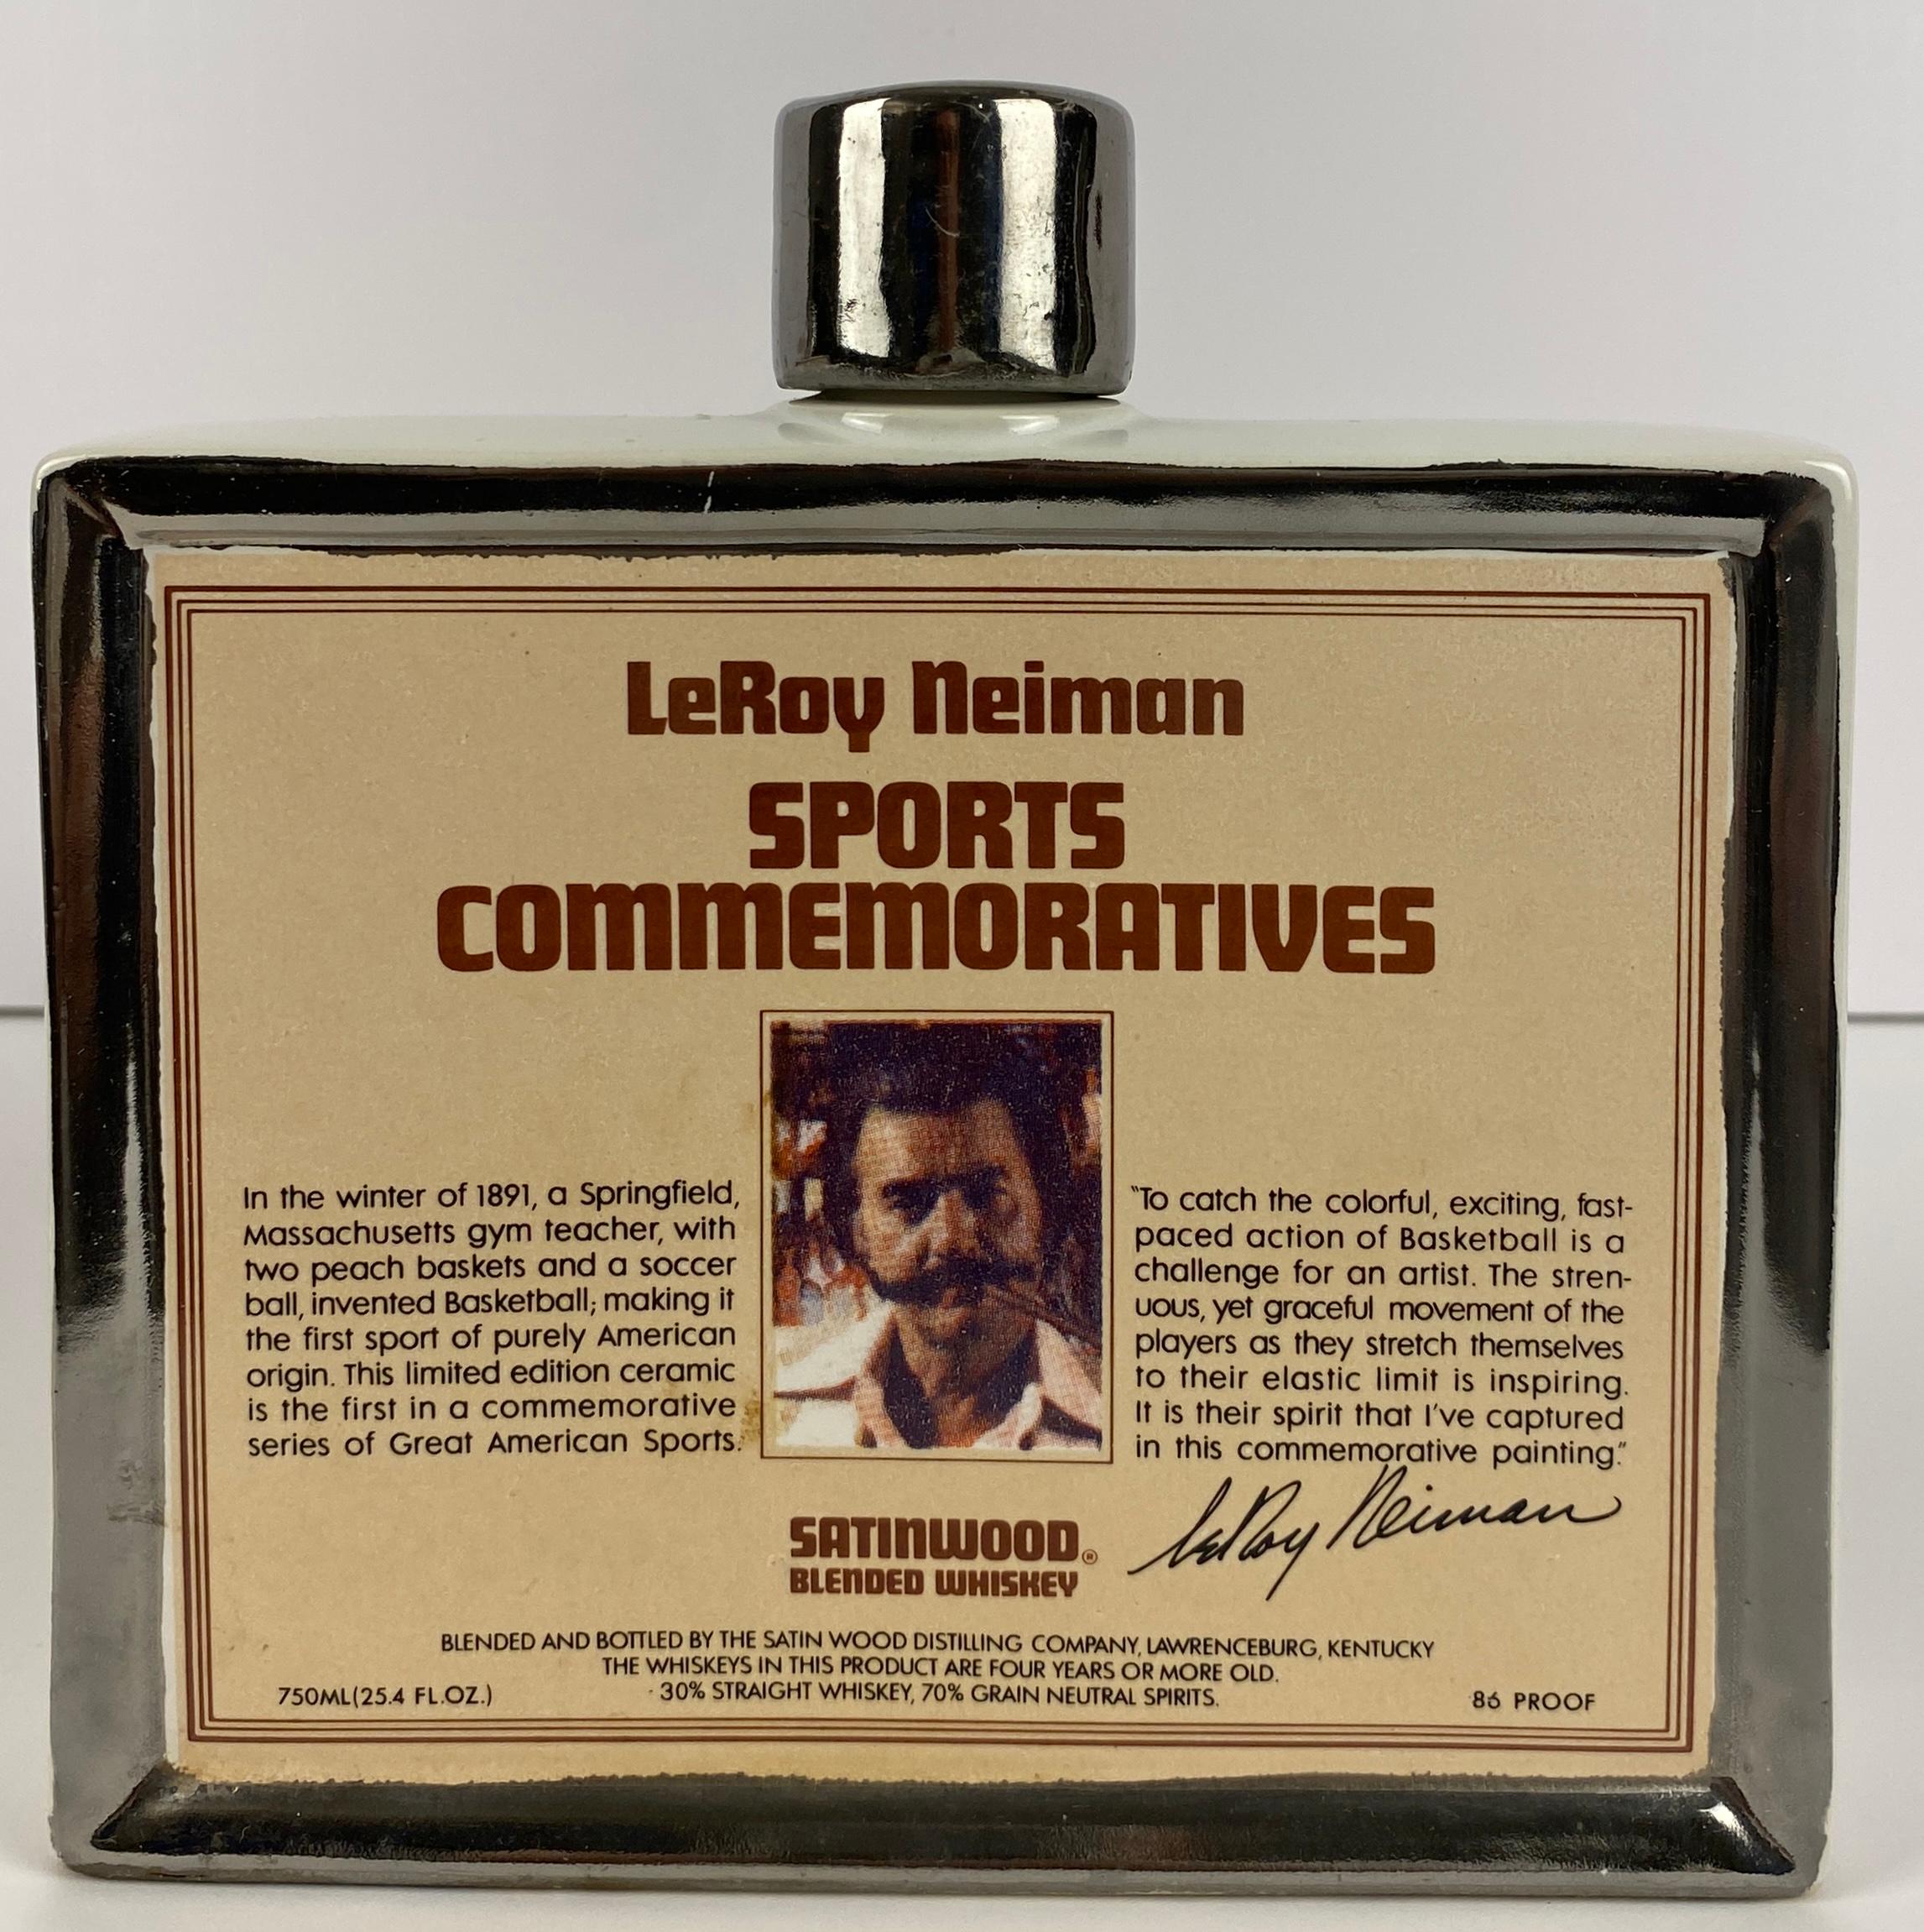 LeRoy Neiman
SPORTS
COMMEMORATIVES
In the winter of 1891, a Springfield,
Massachusetts gym teacher, with
two peach baskets and a soccer
ball, invented Basketball; making it
the first sport of purely American
origin. This limited edition ceramic
is the first in a commemorative
series of Great American Sports.
"To catch the colorful, exciting, fast-
paced action of Basketball is a
challenge for an artist. The stren-
uous, yet graceful movement of the
players as they stretch themselves
to their elastic limit is inspiring.
It is their spirit that I've captured
in this commemorative painting."
LeRoy Neiman
SATINWOOD®
BLENDED WHISKEY
BLENDED AND BOTTLED BY THE SATIN WOOD DISTILLING COMPANY, LAWRENCEBURG, KENTUCKY
THE WHISKEYS IN THIS PRODUCT ARE FOUR YEARS OR MORE OLD.
750ML(25.4 FL.OZ.) 30% STRAIGHT WHISKEY, 70% GRAIN NEUTRAL SPIRITS. 86 PROOF